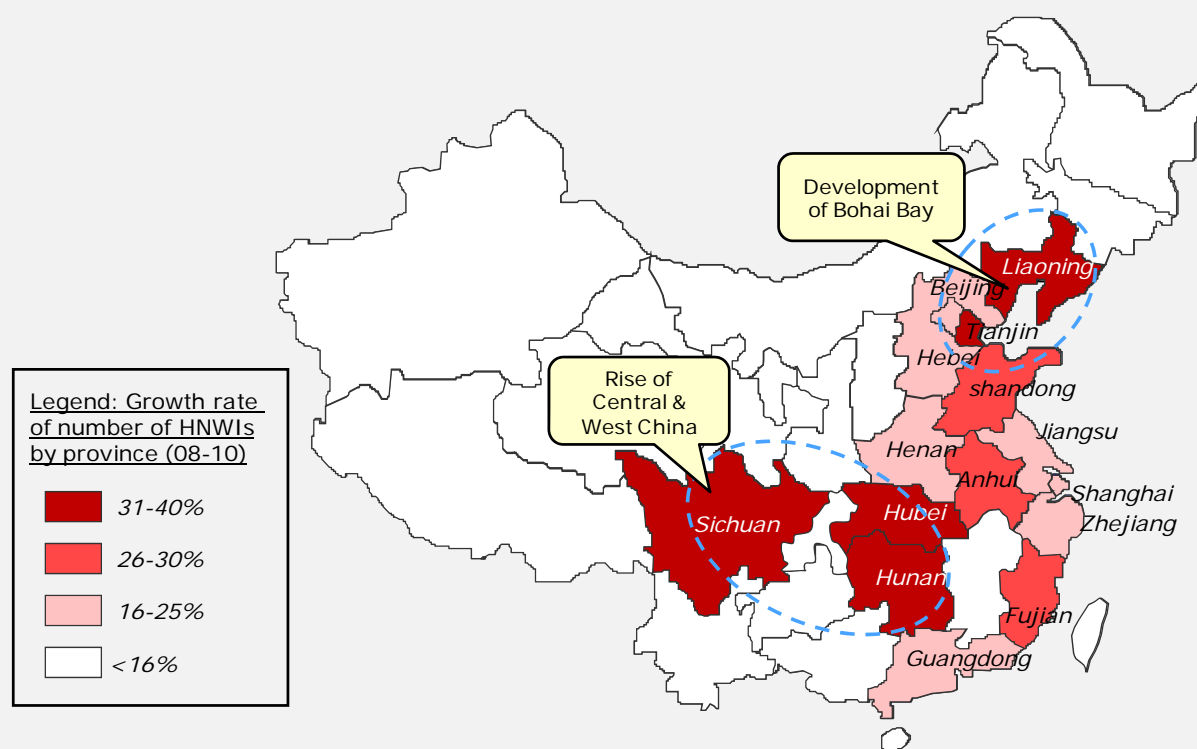 Development
of Bohai Bay
Liaoning
Beijing
Tianjin
Hebei
shandong
Rise of
Central &
West China
Jiangsu
Henan
Anhui
Shanghai
Zhejiang
Hubei
Sichuan
Hunan
Fujian
Guangdong
Legend: Growth rate
of number of HNWIs
by province (08-10)
31-40%
26-30%
16-25%
<16%